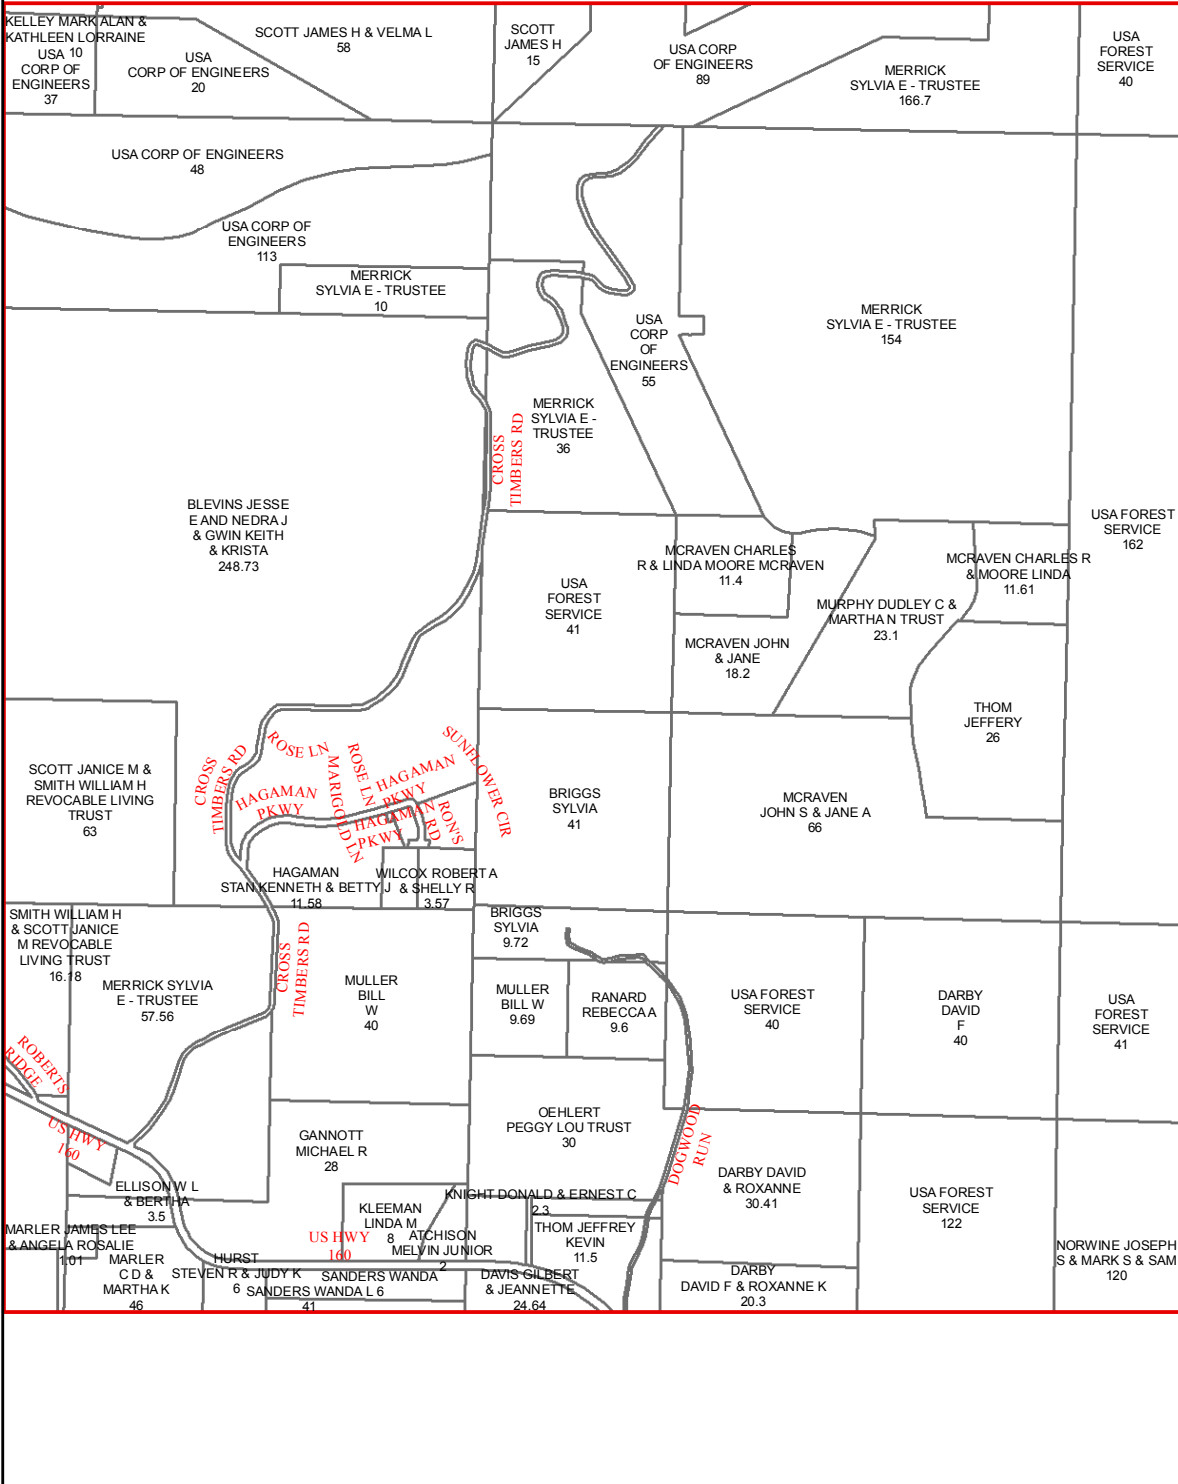 KELLEY MARK ALAN &
KATHLEEN LORRAINE
10
USA
CORP OF
ENGINEERS
37
USA
CORP OF ENGINEERS
20
SCOTT JAMES H & VELMA L
58
SCOTT
JAMES H
15
USA CORP
OF ENGINEERS
89
MERRICK
SYLVIA E - TRUSTEE
166.7
USA
FOREST
SERVICE
40
USA CORP OF ENGINEERS
48
USA CORP OF
ENGINEERS
113
MERRICK
SYLVIA E - TRUSTEE
10
USA
CORP
OF
ENGINEERS
55
MERRICK
SYLVIA E - TRUSTEE
154
MERRICK
SYLVIA E -
TRUSTEE
36
CROSS
TIMBERS RD
BLEVINS JESSE
E AND NEDRA J
& GWIN KEITH
& KRISTA
248.73
USA FOREST
SERVICE
162
USA
FOREST
SERVICE
41
MCRAVEN CHARLES
R & LINDA MOORE MCRAVEN
11.4
MCRAVEN CHARLES R
& MOORE LINDA
11.61
MURPHY DUDLEY C &
MARTHA N TRUST
23.1
MCRAVEN JOHN
& JANE
18.2
THOM
JEFFERY
26
SCOTT JANICE M &
SMITH WILLIAM H
REVOCABLE LIVING
TRUST
63
CROSS
TIMBERS RD
ROSE LN
ROSE LN
MARIGOLD LN
HAGAMAN
PKWY
HAGAMAN
PKWY
HAGAMAN
PKWY
SUNFLOWER CIR
RON'S
RD
BRIGGS
SYLVIA
41
MCRAVEN
JOHN S & JANE A
66
HAGAMAN
STAN KENNETH & BETTY J
11.58
WILCOX ROBERT A
& SHELLY R
3.57
SMITH WILLIAM H
& SCOTT JANICE
M REVOCABLE
LIVING TRUST
16.18
MERRICK SYLVIA
E - TRUSTEE
57.56
CROSS
TIMBERS RD
MULLER
BILL
W
40
BRIGGS
SYLVIA
9.72
MULLER
BILL W
9.69
RANARD
REBECCA A
9.6
USA FOREST
SERVICE
40
DARBY
DAVID
F
40
USA
FOREST
SERVICE
41
ROBERTS
RIDGE
US HWY
160
GANNOTT
MICHAEL R
28
OEHLERT
PEGGY LOU TRUST
30
DOGWOOD
RUN
DARBY DAVID
& ROXANNE
30.41
USA FOREST
SERVICE
122
ELLISON W L
& BERTHA
3.5
KLEEMAN
LINDA M
8
KNIGHT DONALD & ERNEST C
2.3
THOM JEFFREY
KEVIN
11.5
MARLER JAMES LEE
& ANGELA ROSALIE
1.01
MARLER
C D &
MARTHA K
46
US HWY
160
ATCHISON
MELVIN JUNIOR
2
HURST
STEVEN R & JUDY K
6
SANDERS WANDA
6
SANDERS WANDA L
41
DAVIS GILBERT
& JEANNETTE
24.64
DARBY
DAVID F & ROXANNE K
20.3
NORWINE JOSEPH
S & MARK S & SAM
120